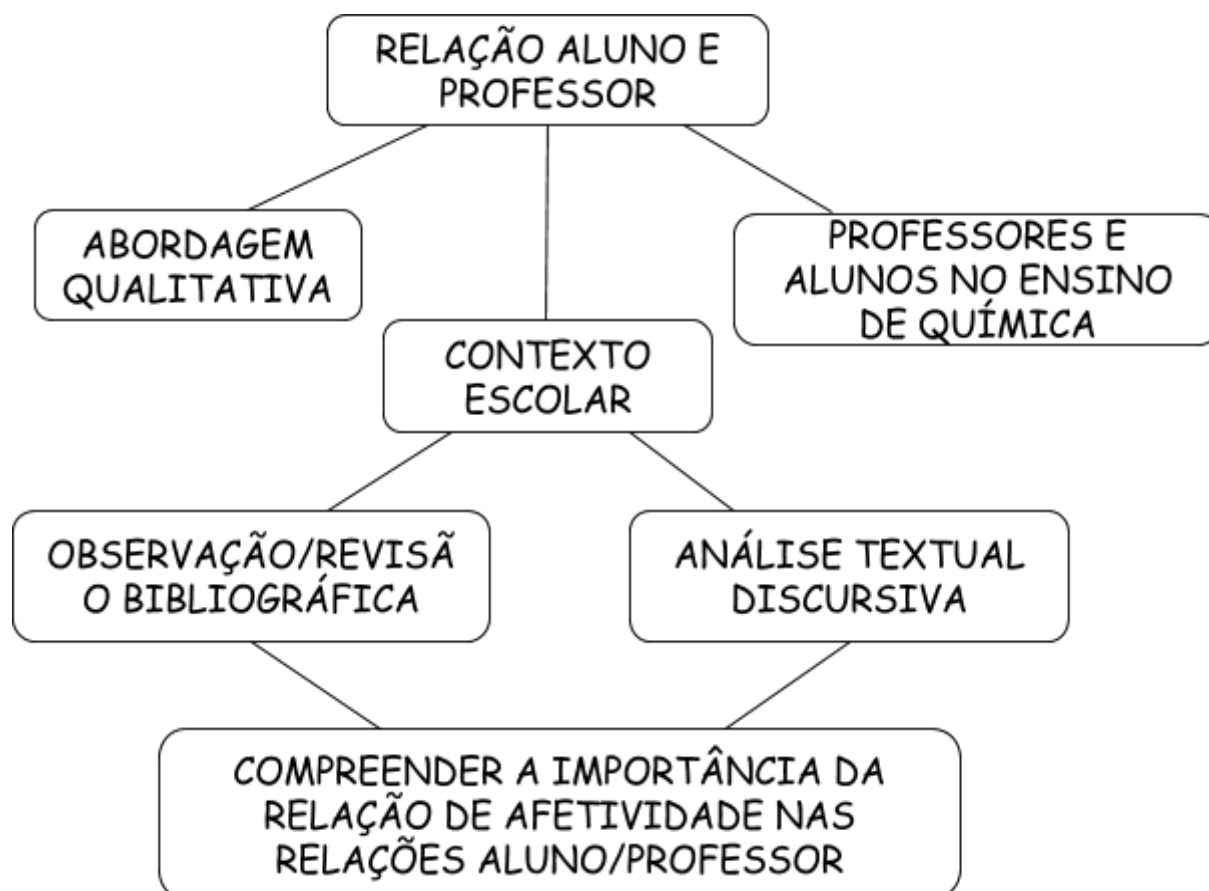 RELAÇÃO ALUNO E
PROFESSOR
ABORDAGEM
QUALITATIVA
PROFESSORES E
ALUNOS NO ENSINO
DE QUÍMICA
CONTEXTO
ESCOLAR
OBSERVAÇÃO/REVISÃ
O BIBLIOGRÁFICA
ANÁLISE TEXTUAL
DISCURSIVA
COMPREENDER A IMPORTÂNCIA DA
RELAÇÃO DE AFETIVIDADE NAS
RELAÇÕES ALUNO/PROFESSOR